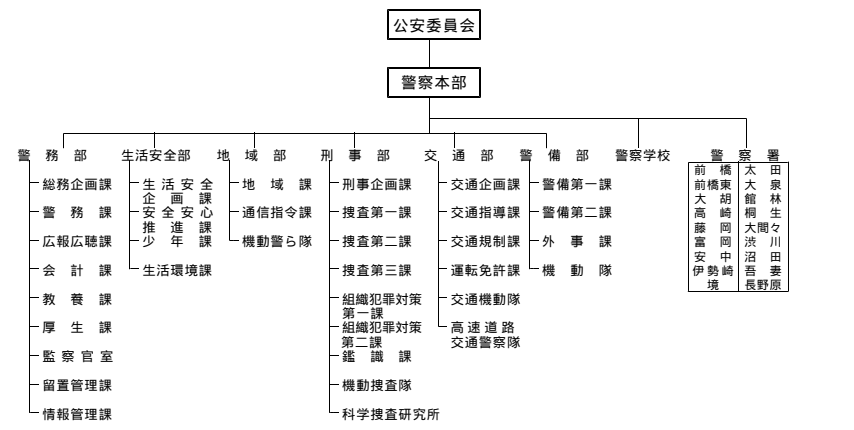 公安委員会
警察本部
警務部
総務企画課
警務課
広報広聴課
会計課
教養課
厚生課
監察官室
留置管理課
情報管理課
生活安全部
生活安全
企画課
安全安心
推進課
少年課
生活環境課
地域部
地域課
通信指令課
機動警ら隊
刑事部
刑事企画課
捜査第一課
捜査第二課
捜査第三課
組織犯罪対策
第一課
組織犯罪対策
第二課
鑑識課
機動捜査隊
科学捜査研究所
交通部
交通企画課
交通指導課
交通規制課
運転免許課
交通機動隊
高速道路
交通警察隊
警備部
警備第一課
警備第二課
外事課
機動隊
警察学校
警察署
前橋 太田
前橋東 大泉
大胡 館林
高崎 桐生
藤岡 大間々
富岡 渋川
安中 沼田
伊勢崎 吾妻
境 長野原